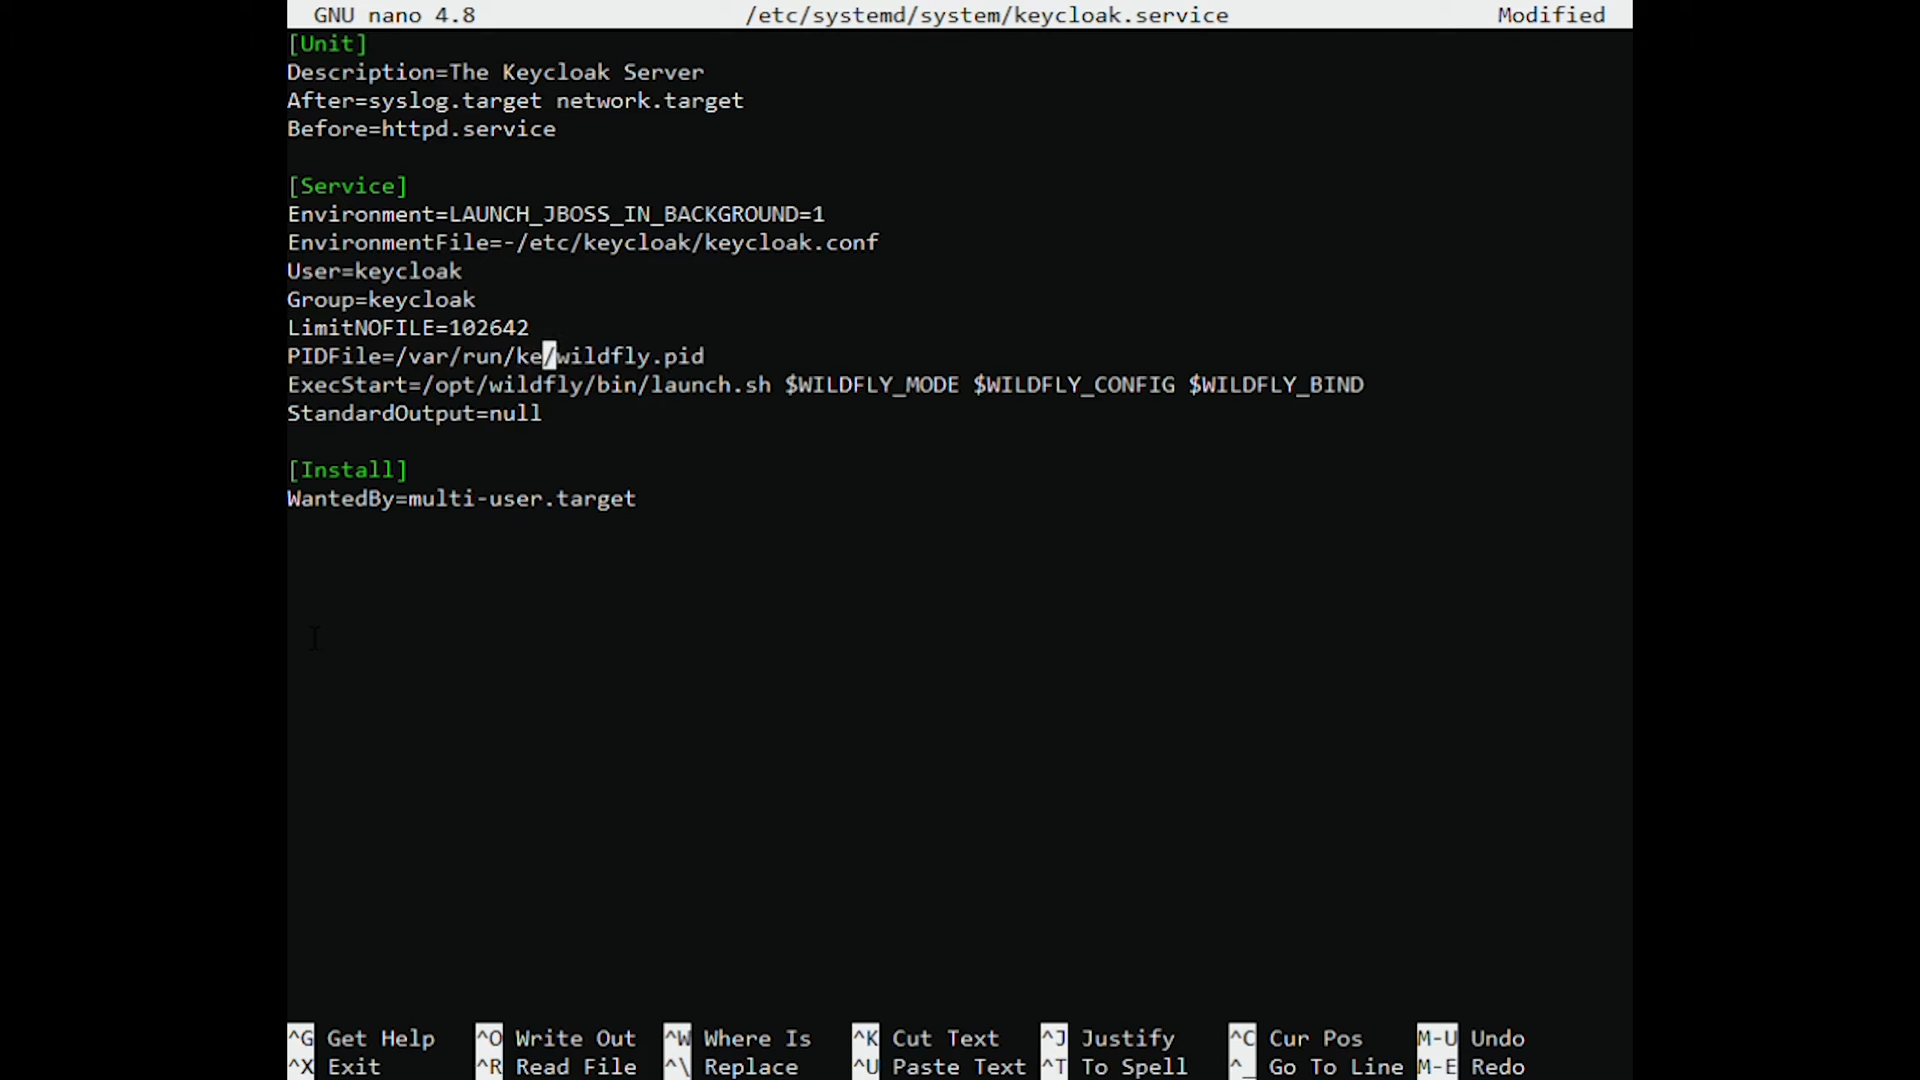 GNU nano 4.8 /etc/systemd/system/keycloak.service Modified
[Unit]
Description=The Keycloak Server
After=syslog.target network.target
Before=httpd.service
[Service]
Environment=LAUNCH_JBOSS_IN_BACKGROUND=1
EnvironmentFile=-/etc/keycloak/keycloak.conf
User=keycloak
Group=keycloak
LimitNOFILE=102642
PIDFile=/var/run/ke/wildfly.pid
ExecStart=/opt/wildfly/bin/launch.sh $WILDFLY_MODE $WILDFLY_CONFIG $WILDFLY_BIND
StandardOutput=null
[Install]
WantedBy=multi-user.target
^G Get Help ^O Write Out ^W Where Is ^K Cut Text ^J Justify ^C Cur Pos M-U Undo
^X Exit ^R Read File ^\ Replace ^U Paste Text ^T To Spell ^_ Go To Line M-E Redo